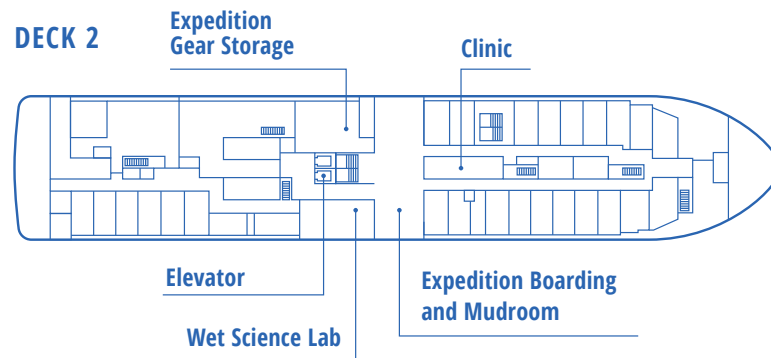 DECK 2
Expedition
Gear Storage
Clinic
Elevator
Expedition Boarding
and Mudroom
Wet Science Lab